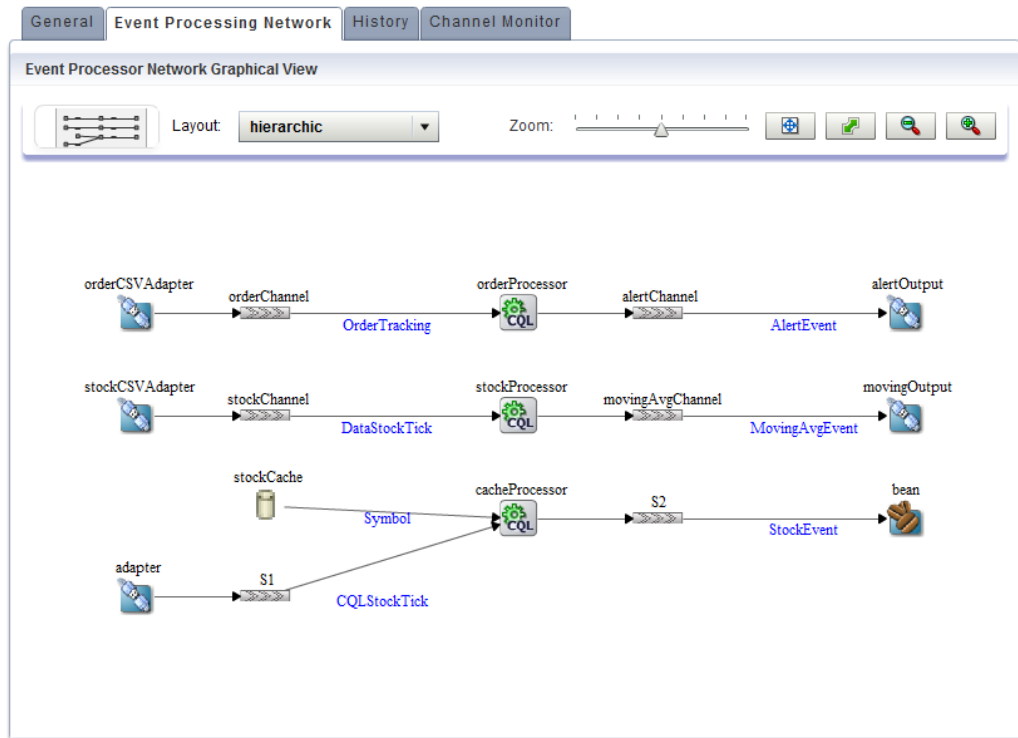 General Event Processing Network History Channel Monitor
Event Processor Network Graphical View
Layout: hierarchic Zoom:
orderCSVAdapter orderChannel orderProcessor alertChannel alertOutput
CQL
OrderTracking AlertEvent
stockCSVAdapter stockChannel stockProcessor movingAvgChannel movingOutput
CQL
DataStockTick MovingAvgEvent
stockCache cacheProcessor S2 bean
Symbol CQL StockEvent
adapter S1
CQLStockTick